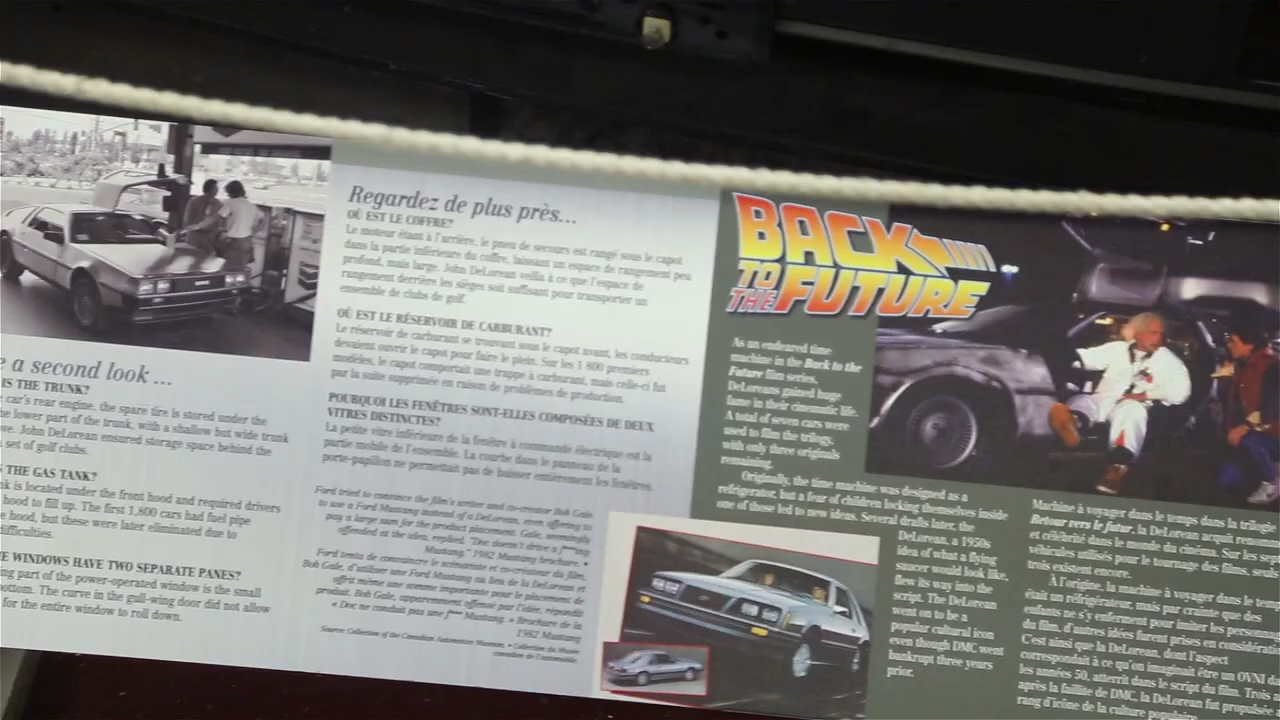 e a second look ...
IS THE TRUNK?
car's rear engine, the spare tire is stored under the
he lower part of the trunk, with a shallow but wide trunk
ve. John DeLorean ensured storage space behind the
set of golf clubs.
THE GAS TANK?
nk is located under the front hood and required drivers
hood to fill up. The first 1,800 cars had fuel pipe
e hood, but these were later eliminated due to
difficulties.
E WINDOWS HAVE TWO SEPARATE PANES?
ng part of the power-operated window is the small
ottom. The curve in the gull-wing door did not allow
for the entire window to roll down.
Regardez de plus près...
OÙ EST LE COFFRE?
Le moteur étant à l'arrière, le pneu de secours est rangé sous le capot
dans la partie inférieure du coffre, laissant un espace de rangement peu
profond, mais large. John DeLorean veilla à ce que l'espace de
rangement derrière les sièges soit suffisant pour transporter un
ensemble de clubs de golf.
OÙ EST LE RÉSERVOIR DE CARBURANT?
Le réservoir de carburant se trouvant sous le capot avant, les conducteurs
devaient ouvrir le capot pour faire le plein. Sur les 1 800 premiers
modèles, le capot comportait une trappe à carburant, mais celle-ci fut
par la suite supprimée en raison de problèmes de production.
POURQUOI LES FENÊTRES SONT-ELLES COMPOSÉES DE DEUX
VITRES DISTINCTES?
La petite vitre inférieure de la fenêtre à commande électrique est la
partie mobile de l'ensemble. La courbe dans le panneau de la
porte-papillon ne permettait pas de baisser entièrement les fenêtres.
Ford tried to convince the film's writer and co-creator Bob Gale
to use a Ford Mustang instead of a DeLorean, even offering to
pay a large sum for the product placement. Gale, seemingly
offended at the idea, replied, "Doc doesn't drive a f***ing
Mustang." 1982 Mustang brochure. •
Ford tenta de convaincre le scénariste et co-créateur du film,
Bob Gale, d'utiliser une Ford Mustang au lieu de la DeLorean et
offrit même une somme importante pour le placement de
produit. Bob Gale, apparemment offensé par l'idée, répondit
« Doc ne conduit pas une f*** Mustang. » Brochure de la
1982 Mustang
Source: Collection of the Canadian Automotive Museum. • Collection du Musée
canadien de l'automobile.
BACK
TO
THE FUTURE
As an endeared time
machine in the Back to the
Future film series,
DeLoreans gained huge
fame in their cinematic life.
A total of seven cars were
used to film the trilogy,
with only three originals
remaining.
Originally, the time machine was designed as a
refrigerator, but a fear of children locking themselves inside
one of those led to new ideas. Several drafts later, the
DeLorean, a 1950s
idea of what a flying
saucer would look like,
flew its way into the
script. The DeLorean
went on to be a
popular cultural icon
even though DMC went
bankrupt three years
prior.
Machine à voyager dans le temps dans la trilogie
Retour vers le futur, la DeLorean acquit renom
et célébrité dans le monde du cinéma. Sur les sep
véhicules utilisés pour le tournage des films, seuls
trois existent encore.
À l'origine, la machine à voyager dans le temp
était un réfrigérateur, mais par crainte que des
enfants ne s'y enferment pour imiter les personnag
du film, d'autres idées furent prises en considératio
C'est ainsi que la DeLorean, dont l'aspect
correspondait à ce qu'on imaginait être un OVNI da
les années 50, atterrit dans le script du film. Trois a
après la faillite de DMC, la DeLorean fut propulsée a
rang d'icône de la culture populai